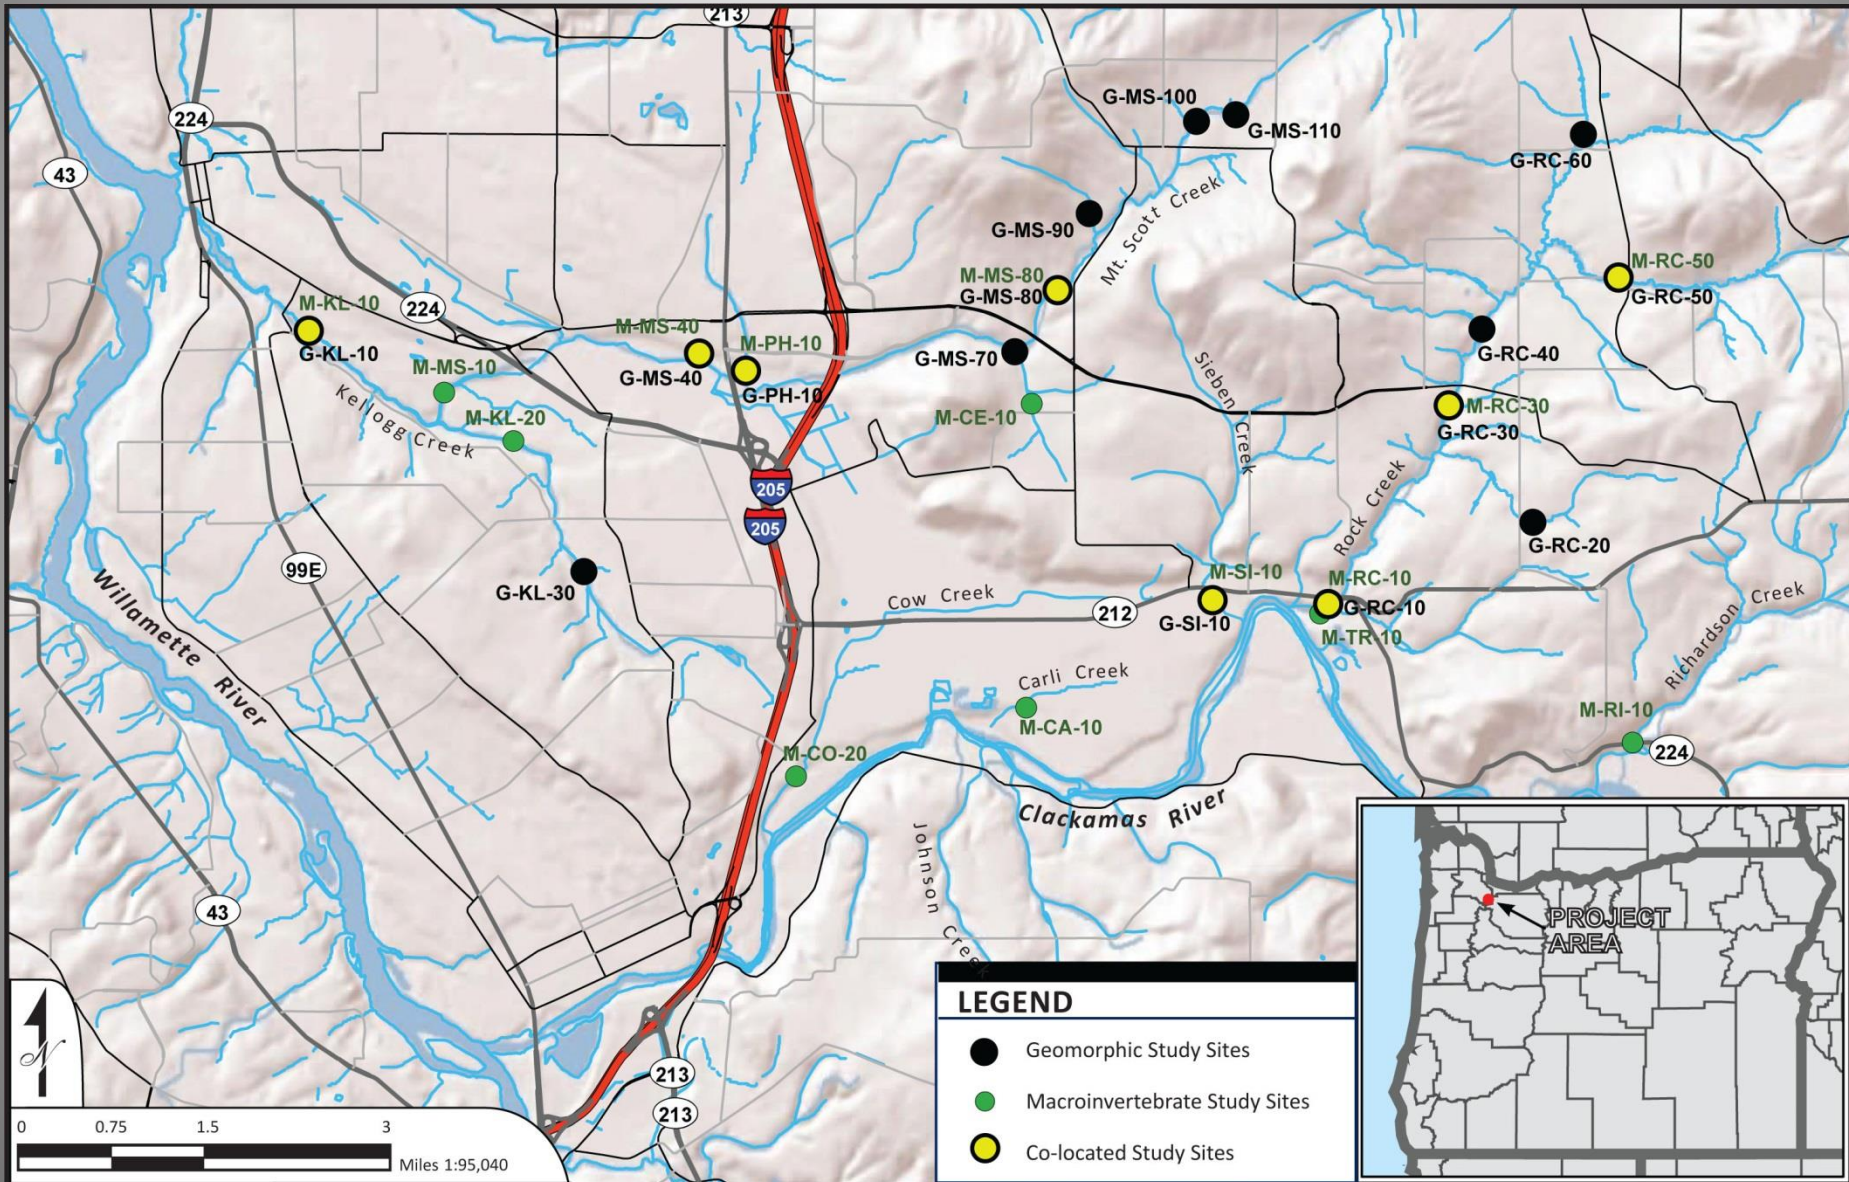 213
G-MS-100
G-MS-110
224
G-RC-60
43
Mt. Scott Creek
G-MS-90
M-MS-80
G-MS-80
M-RC-50
G-RC-50
M-KL-10
G-KL-10
224
M-MS-40
G-MS-40
M-PH-10
G-PH-10
G-MS-70
Sieben Creek
G-RC-40
M-MS-10
M-KL-20
Kellogg Creek
M-CE-10
M-RC-30
G-RC-30
205
205
Rock Creek
G-RC-20
99E
G-KL-30
Willamette River
Cow Creek
212
M-SI-10
G-SI-10
M-RC-10
G-RC-10
M-TR-10
Richardson Creek
Carli Creek
M-CA-10
M-RI-10
224
M-CO-20
Clackamas River
Johnson Creek
43
213
213
N
0 0.75 1.5 3
Miles 1:95,040
LEGEND
Geomorphic Study Sites
Macroinvertebrate Study Sites
Co-located Study Sites
PROJECT
AREA